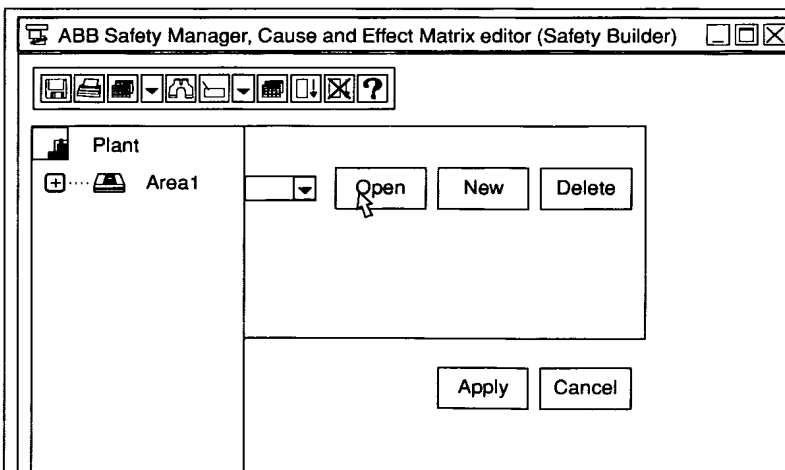 ABB Safety Manager, Cause and Effect Matrix editor (Safety Builder)
?
Plant
Area1
Open New Delete
Apply Cancel